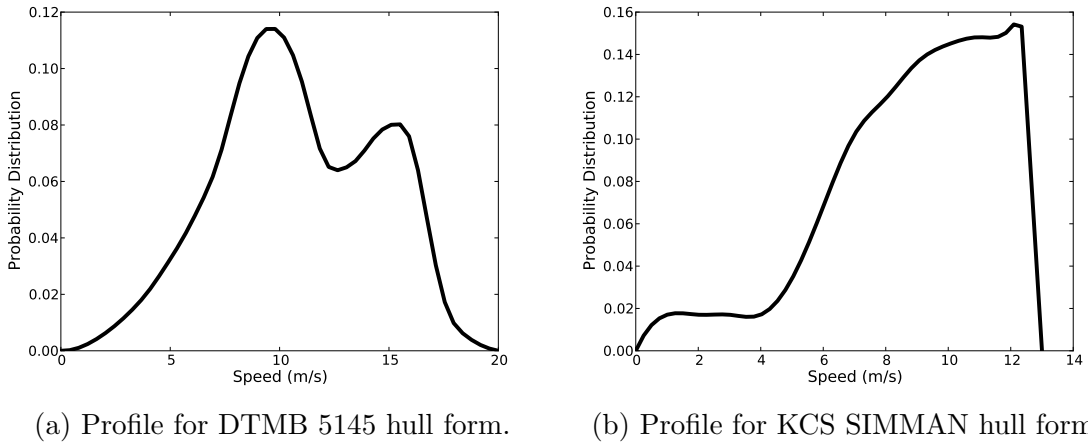 0.12
0.10
0.08
0.06
0.04
0.02
0.00
Probability Distribution
0 5 10 15 20
Speed (m/s)
(a) Profile for DTMB 5145 hull form.
0.16
0.14
0.12
0.10
0.08
0.06
0.04
0.02
0.00
Probability Distribution
0 2 4 6 8 10 12 14
Speed (m/s)
(b) Profile for KCS SIMMAN hull form